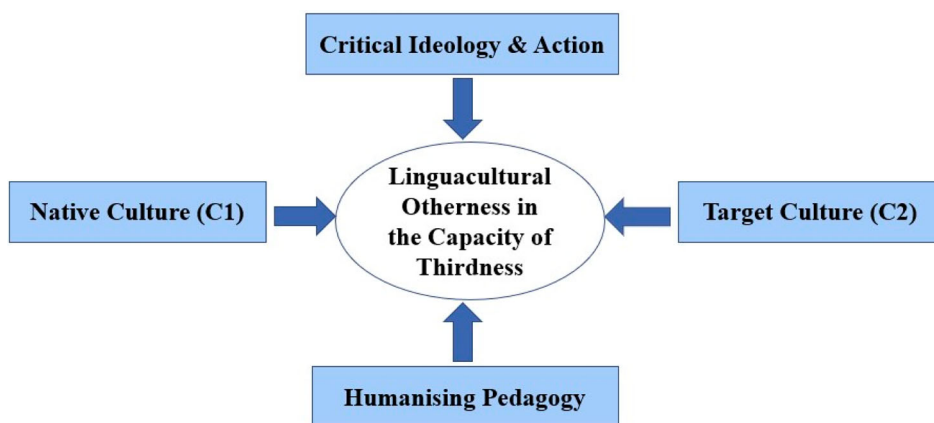 Critical Ideology & Action
Native Culture (C1)
Linguacultural
Otherness in
the Capacity of
Thirdness
Target Culture (C2)
Humanising Pedagogy